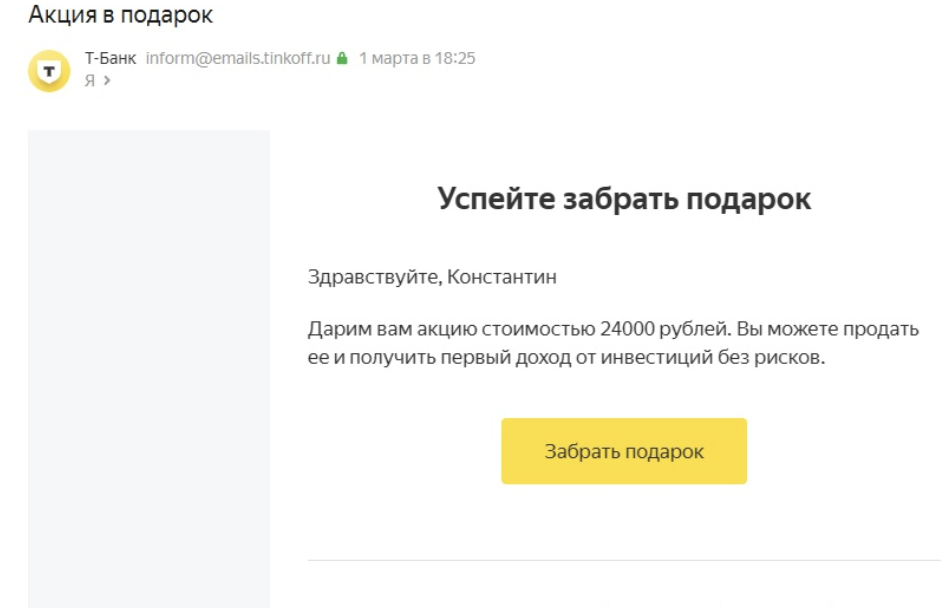 Акция в подарок
Т-Банк inform@emails.tinkoff.ru 1 марта в 18:25
Я >
Т
Успейте забрать подарок
Здравствуйте, Константин
Дарим вам акцию стоимостью 24000 рублей. Вы можете продать
ее и получить первый доход от инвестиций без рисков.
Забрать подарок